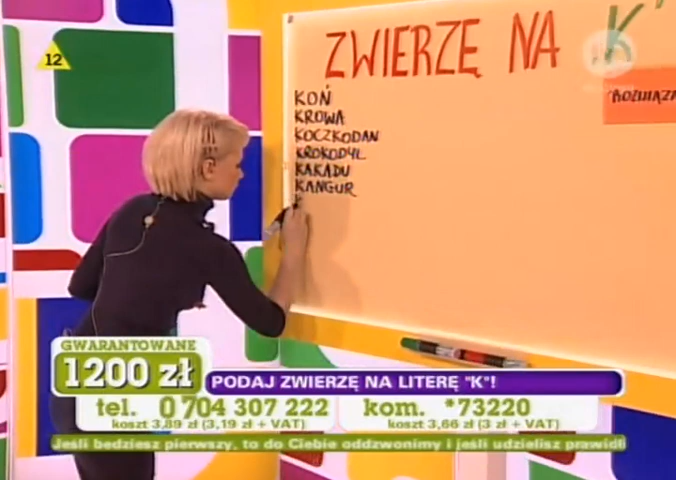 12
ZWIERZĘ NA "K"
KOŃ
KROWA
KOCZKODAN
KROKODYL
KAKADU
KANGUR
K
GWARANTOWANE
1200 zł
PODAJ ZWIERZĘ NA LITERĘ "K"!
tel. 0 704 307 222
koszt 3,89 zł (3,19 zł + VAT)
kom. *73220
koszt 3,66 zł (3 zł + VAT)
Jeśli bedziesz pierwszy, to do Ciebie oddzwonimy i jeśli udzielisz